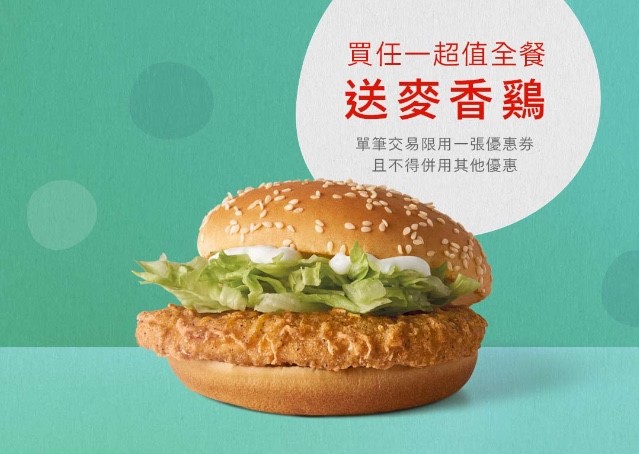 買任一超值全餐
送麥香鷄
單筆交易限用一張優惠券
且不得併用其他優惠